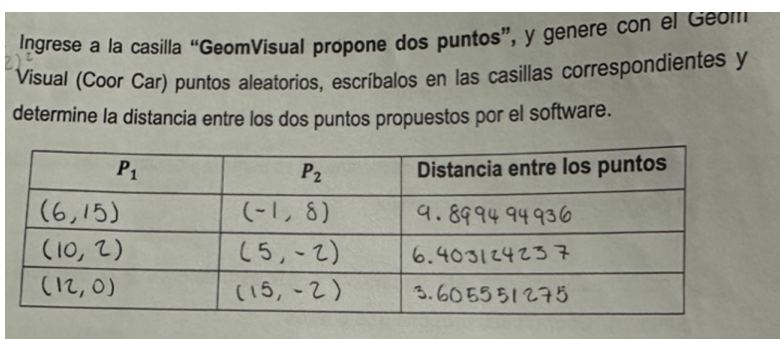 Ingrese a la casilla “GeomVisual propone dos puntos”, y genere con el Geom
Visual (Coor Car) puntos aleatorios, escríbalos en las casillas correspondientes y
determine la distancia entre los dos puntos propuestos por el software.
P₁ P₂ Distancia entre los puntos
(6,15) (-1, 8) 9.899494936
(10, 2) (5, -2) 6.403124237
(12, 0) (15, -2) 3.605551275